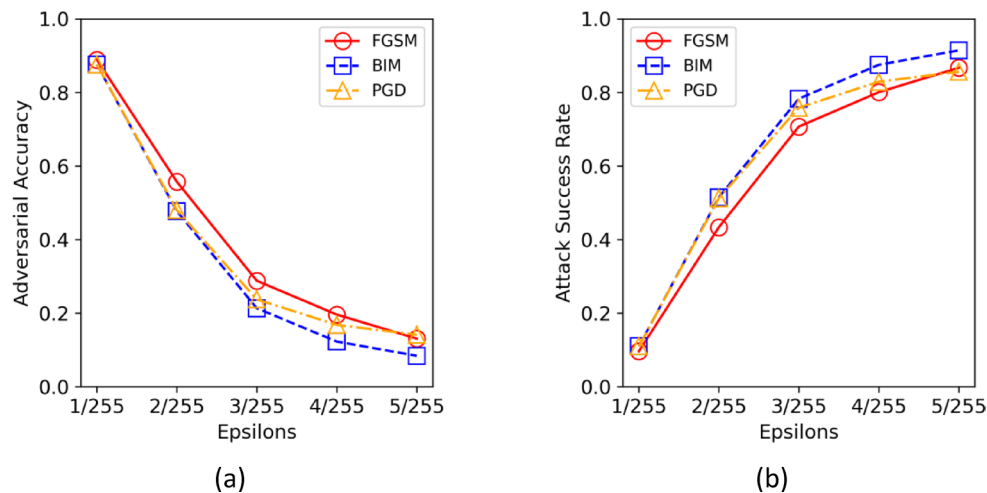 1.0
0.8
0.6
0.4
0.2
0.0
Adversarial Accuracy
FGSM
BIM
PGD
1/255 2/255 3/255 4/255 5/255
Epsilons
(a)
1.0
0.8
0.6
0.4
0.2
0.0
Attack Success Rate
FGSM
BIM
PGD
1/255 2/255 3/255 4/255 5/255
Epsilons
(b)